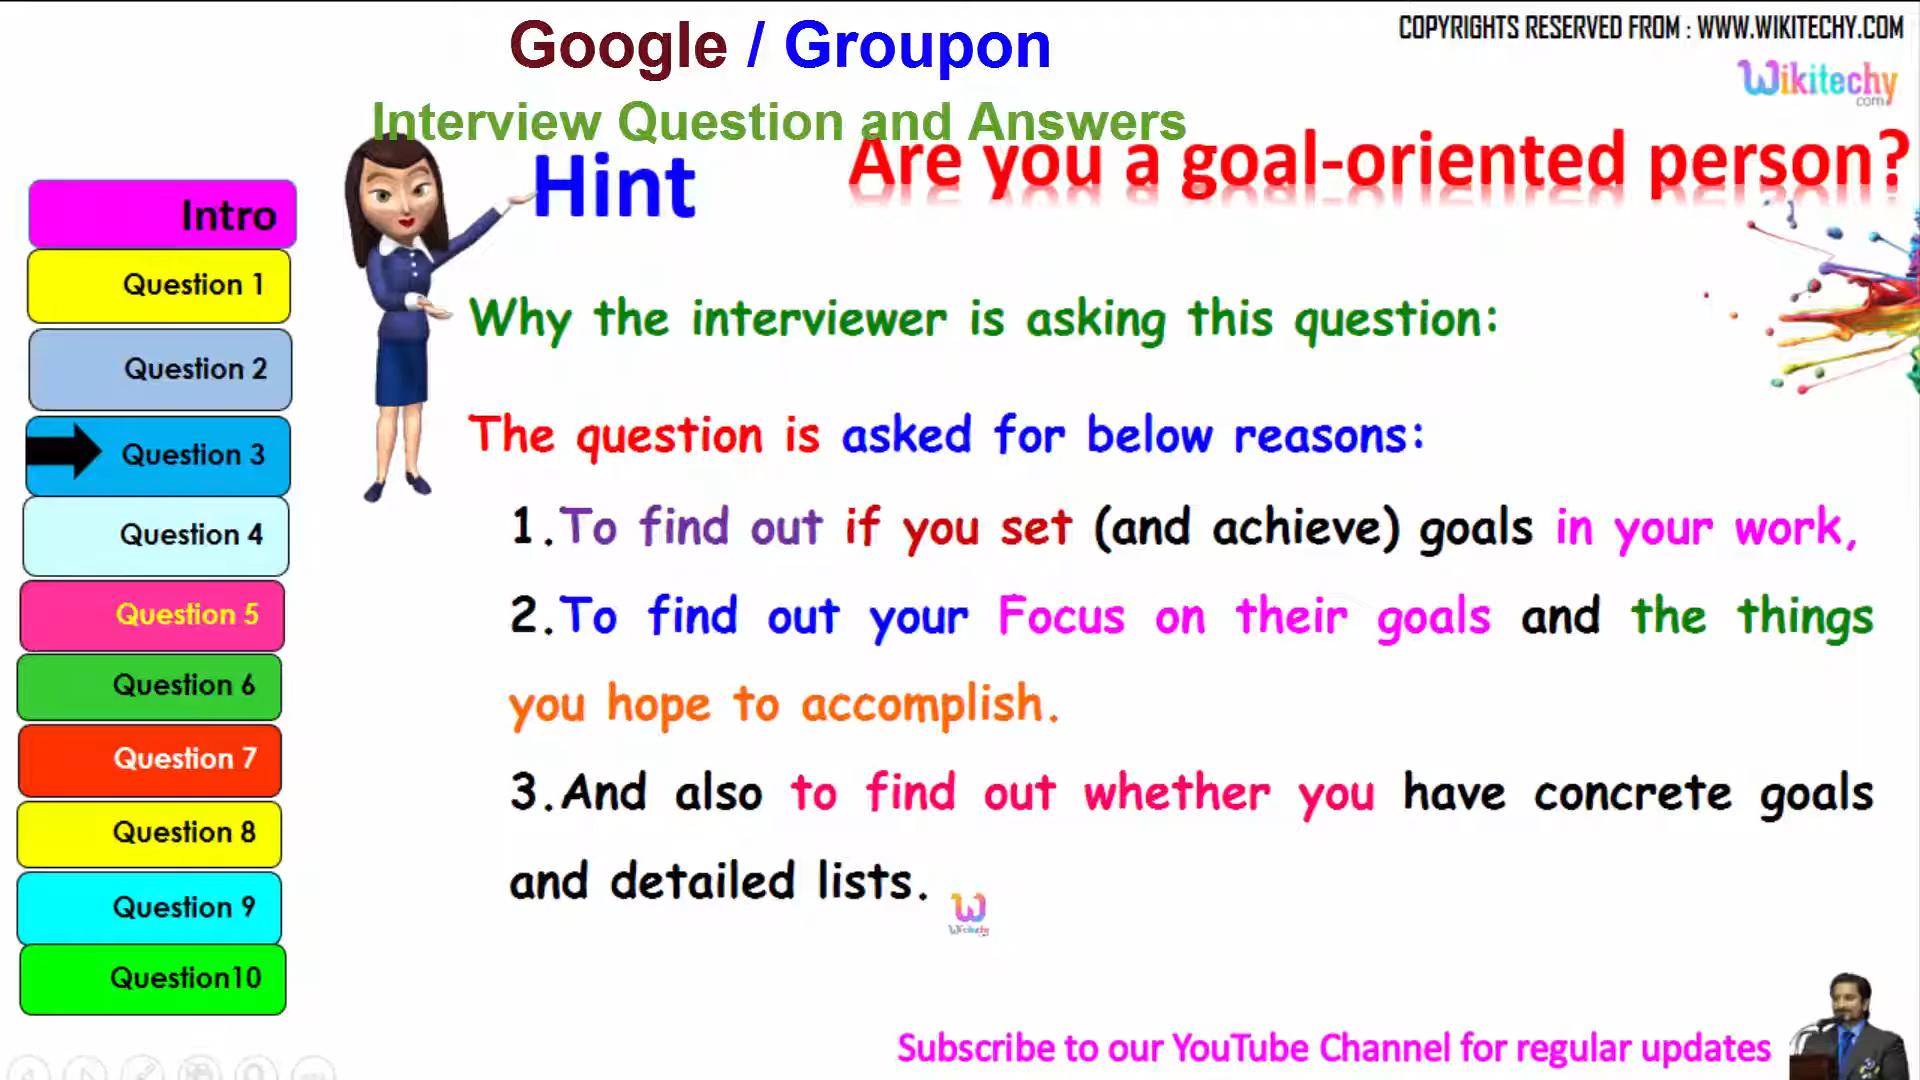 Google / Groupon
COPYRIGHTS RESERVED FROM : WWW.WIKITECHY.COM
Wikitechy
.com
Interview Question and Answers
Hint
Are you a goal-oriented person?
Intro
Question 1
Question 2
Question 3
Question 4
Question 5
Question 6
Question 7
Question 8
Question 9
Question10
Why the interviewer is asking this question:
The question is asked for below reasons:
1.To find out if you set (and achieve) goals in your work,
2.To find out your Focus on their goals and the things
you hope to accomplish.
3.And also to find out whether you have concrete goals
and detailed lists.
W
Wikitechy
Subscribe to our YouTube Channel for regular updates